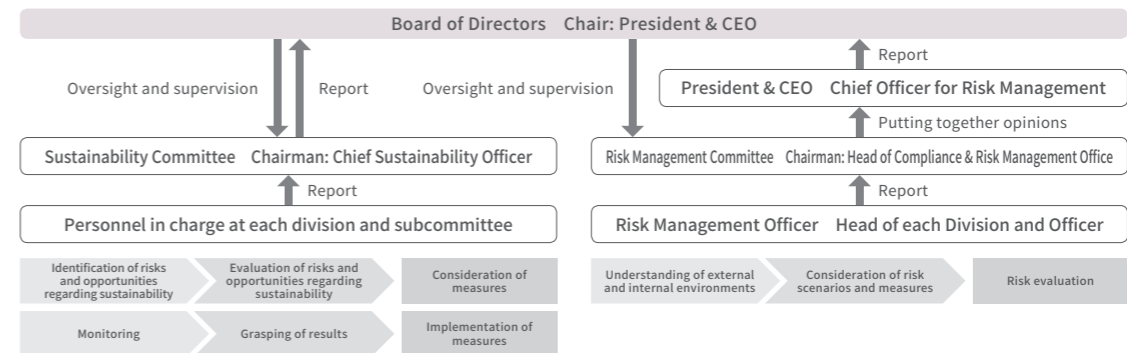 Board of Directors Chair: President & CEO
Oversight and supervision
Report
Oversight and supervision
Report
President & CEO Chief Officer for Risk Management
Putting together opinions
Sustainability Committee Chairman: Chief Sustainability Officer
Risk Management Committee Chairman: Head of Compliance & Risk Management Office
Report
Report
Personnel in charge at each division and subcommittee
Risk Management Officer Head of each Division and Officer
Identification of risks
and opportunities
regarding sustainability
Evaluation of risks and
opportunities regarding
sustainability
Consideration of
measures
Understanding of external
and internal environments
Consideration of risk
scenarios and measures
Risk evaluation
Monitoring
Grasping of results
Implementation of
measures